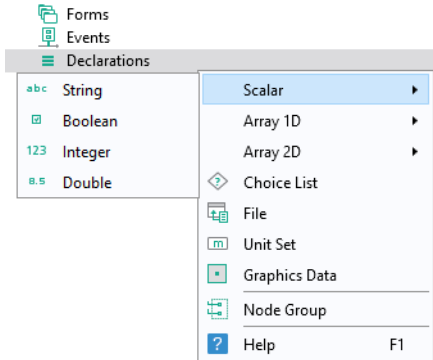 Forms
Events
Declarations
abc String
Boolean
123 Integer
8.5 Double
Scalar
Array 1D
Array 2D
? Choice List
File
m Unit Set
Graphics Data
Node Group
? Help F1